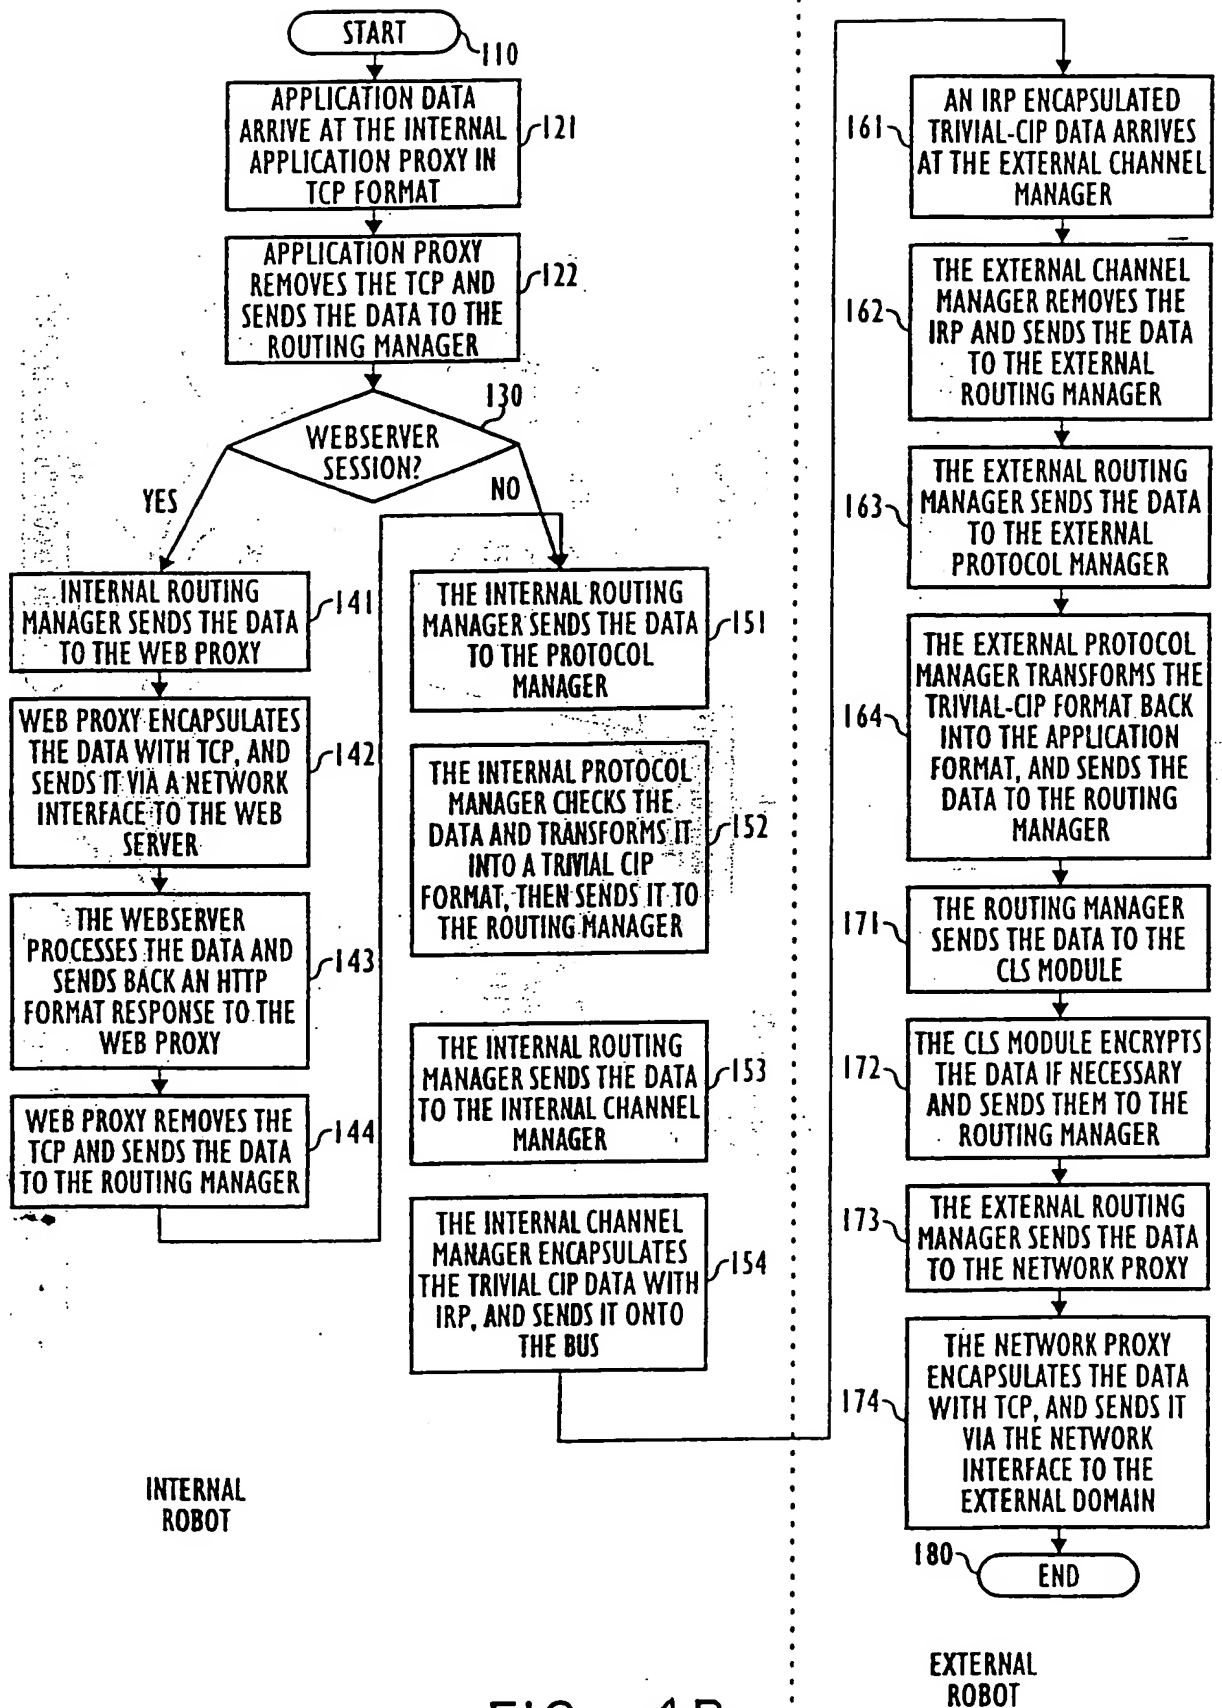 START
110
APPLICATION DATA
ARRIVE AT THE INTERNAL
APPLICATION PROXY IN
TCP FORMAT
121
APPLICATION PROXY
REMOVES THE TCP AND
SENDS THE DATA TO THE
ROUTING MANAGER
122
130
WEBSERVER
SESSION?
YES
NO
INTERNAL ROUTING
MANAGER SENDS THE DATA
TO THE WEB PROXY
141
WEB PROXY ENCAPSULATES
THE DATA WITH TCP, AND
SENDS IT VIA A NETWORK
INTERFACE TO THE WEB
SERVER
142
THE WEBSERVER
PROCESSES THE DATA AND
SENDS BACK AN HTTP
FORMAT RESPONSE TO THE
WEB PROXY
143
WEB PROXY REMOVES THE
TCP AND SENDS THE DATA
TO THE ROUTING MANAGER
144
THE INTERNAL ROUTING
MANAGER SENDS THE DATA
TO THE PROTOCOL
MANAGER
151
THE INTERNAL PROTOCOL
MANAGER CHECKS THE
DATA AND TRANSFORMS IT
INTO A TRIVIAL CIP
FORMAT, THEN SENDS IT TO
THE ROUTING MANAGER
152
THE INTERNAL ROUTING
MANAGER SENDS THE DATA
TO THE INTERNAL CHANNEL
MANAGER
153
THE INTERNAL CHANNEL
MANAGER ENCAPSULATES
THE TRIVIAL CIP DATA WITH
IRP, AND SENDS IT ONTO
THE BUS
154
INTERNAL
ROBOT
161
AN IRP ENCAPSULATED
TRIVIAL-CIP DATA ARRIVES
AT THE EXTERNAL CHANNEL
MANAGER
162
THE EXTERNAL CHANNEL
MANAGER REMOVES THE
IRP AND SENDS THE DATA
TO THE EXTERNAL
ROUTING MANAGER
163
THE EXTERNAL ROUTING
MANAGER SENDS THE DATA
TO THE EXTERNAL
PROTOCOL MANAGER
164
THE EXTERNAL PROTOCOL
MANAGER TRANSFORMS THE
TRIVIAL-CIP FORMAT BACK
INTO THE APPLICATION
FORMAT, AND SENDS THE
DATA TO THE ROUTING
MANAGER
171
THE ROUTING MANAGER
SENDS THE DATA TO THE
CLS MODULE
172
THE CLS MODULE ENCRYPTS
THE DATA IF NECESSARY
AND SENDS THEM TO THE
ROUTING MANAGER
173
THE EXTERNAL ROUTING
MANAGER SENDS THE DATA
TO THE NETWORK PROXY
174
THE NETWORK PROXY
ENCAPSULATES THE DATA
WITH TCP, AND SENDS IT
VIA THE NETWORK
INTERFACE TO THE
EXTERNAL DOMAIN
180
END
EXTERNAL
ROBOT